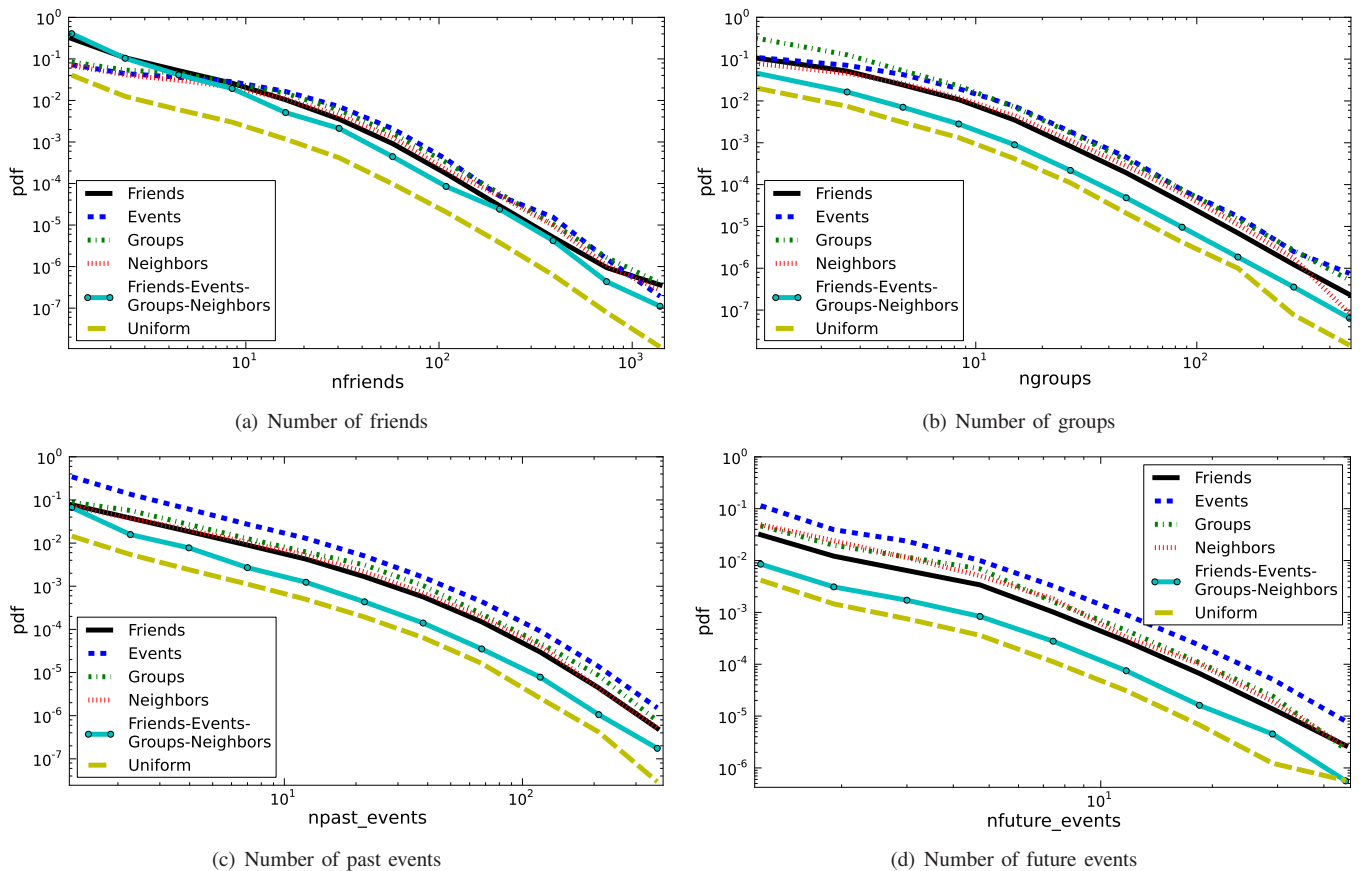 10^0
10^-1
10^-2
10^-3
10^-4
10^-5
10^-6
10^-7
pdf
Friends
Events
Groups
Neighbors
Friends-Events-
Groups-Neighbors
Uniform
10^1
10^2
10^3
nfriends
(a) Number of friends
10^0
10^-1
10^-2
10^-3
10^-4
10^-5
10^-6
10^-7
pdf
Friends
Events
Groups
Neighbors
Friends-Events-
Groups-Neighbors
Uniform
10^1
10^2
ngroups
(b) Number of groups
10^0
10^-1
10^-2
10^-3
10^-4
10^-5
10^-6
10^-7
pdf
Friends
Events
Groups
Neighbors
Friends-Events-
Groups-Neighbors
Uniform
10^1
10^2
npast_events
(c) Number of past events
10^0
10^-1
10^-2
10^-3
10^-4
10^-5
10^-6
pdf
Friends
Events
Groups
Neighbors
Friends-Events-
Groups-Neighbors
Uniform
10^1
nfuture_events
(d) Number of future events